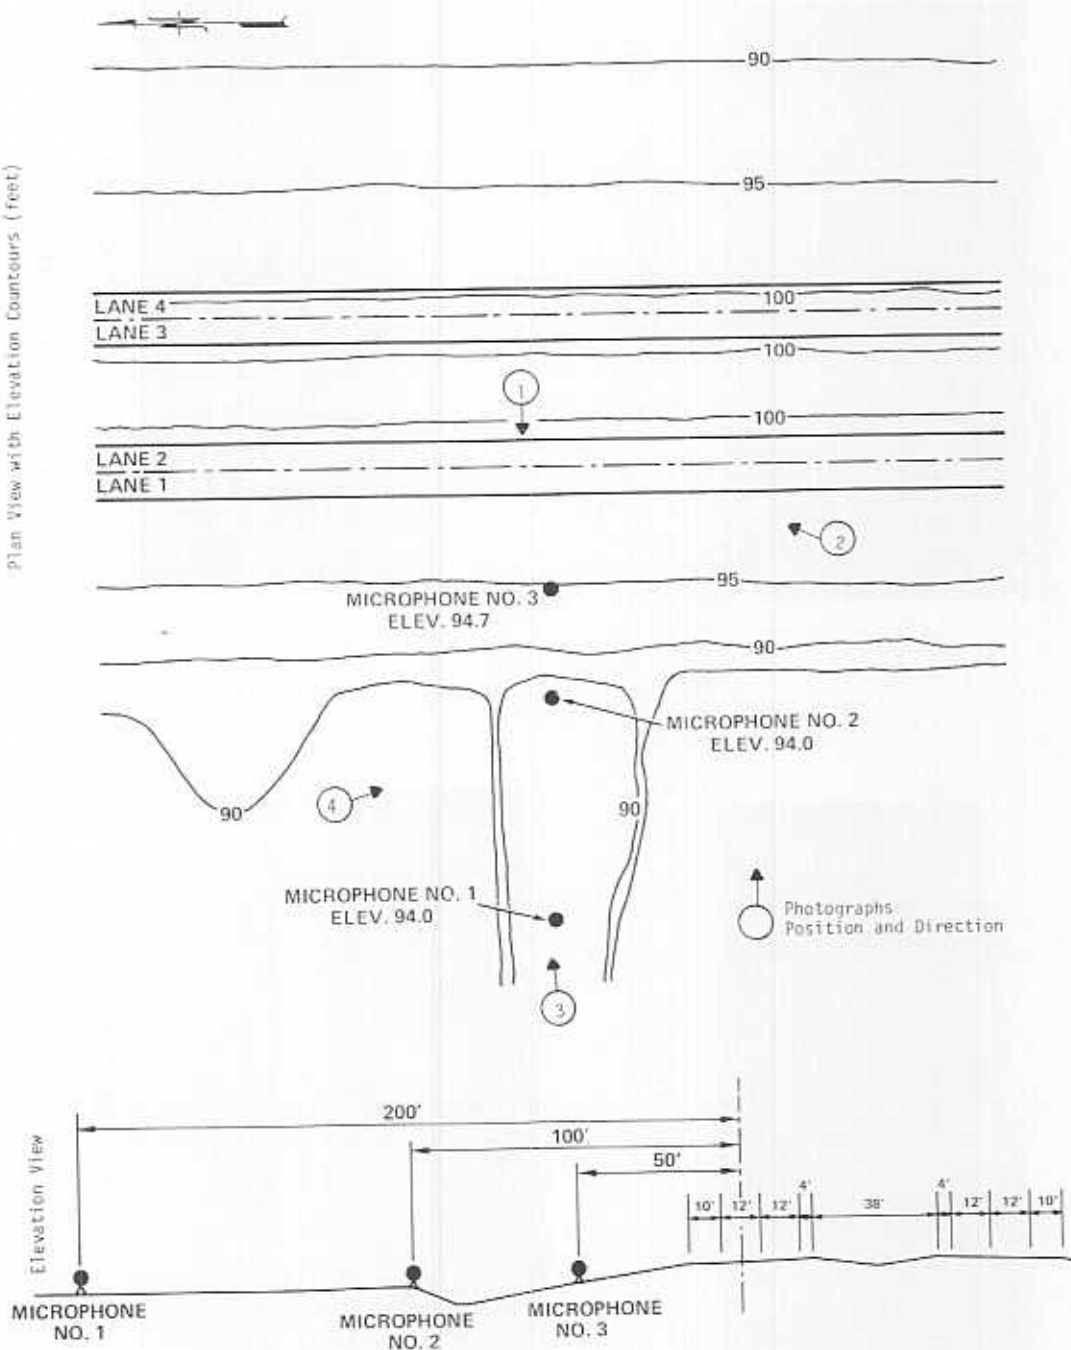 Plan View with Elevation Countours (feet)
90
95
LANE 4
100
LANE 3
100
1
100
LANE 2
LANE 1
2
95
MICROPHONE NO. 3
ELEV. 94.7
90
MICROPHONE NO. 2
ELEV. 94.0
4
90
90
MICROPHONE NO. 1
ELEV. 94.0
Photographs
Position and Direction
3
Elevation View
200'
100'
50'
10' 12' 12' 4' 38' 4' 12' 12' 10'
MICROPHONE
NO. 1
MICROPHONE
NO. 2
MICROPHONE
NO. 3